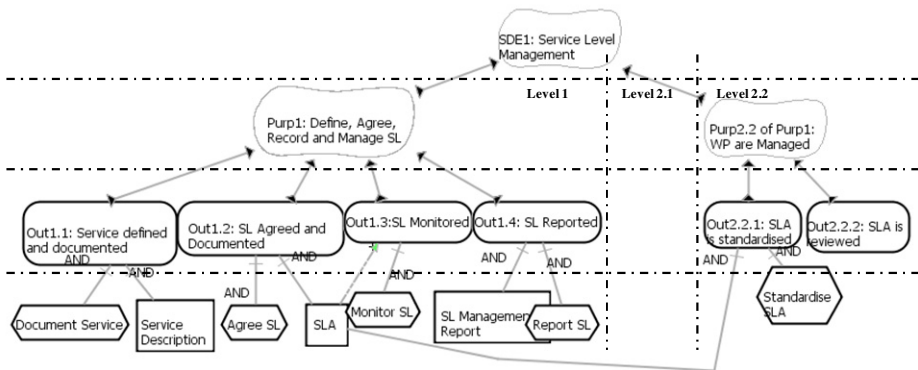 SDE1: Service Level
Management
Level 1
Level 2.1
Level 2.2
Purp1: Define, Agree,
Record and Manage SL
Purp2.2 of Purp1:
WP are Managed
Out1.1: Service defined
and documented
Out1.2: SL Agreed and
Documented
Out1.3:SL Monitored
Out1.4: SL Reported
Out2.2.1: SLA
is standardised
Out2.2.2: SLA is
reviewed
AND
AND
AND
AND
AND
AND
AND
AND
AND
Document Service
Service
Description
Agree SL
SLA
Monitor SL
SL Management
Report
Report SL
Standardise
SLA